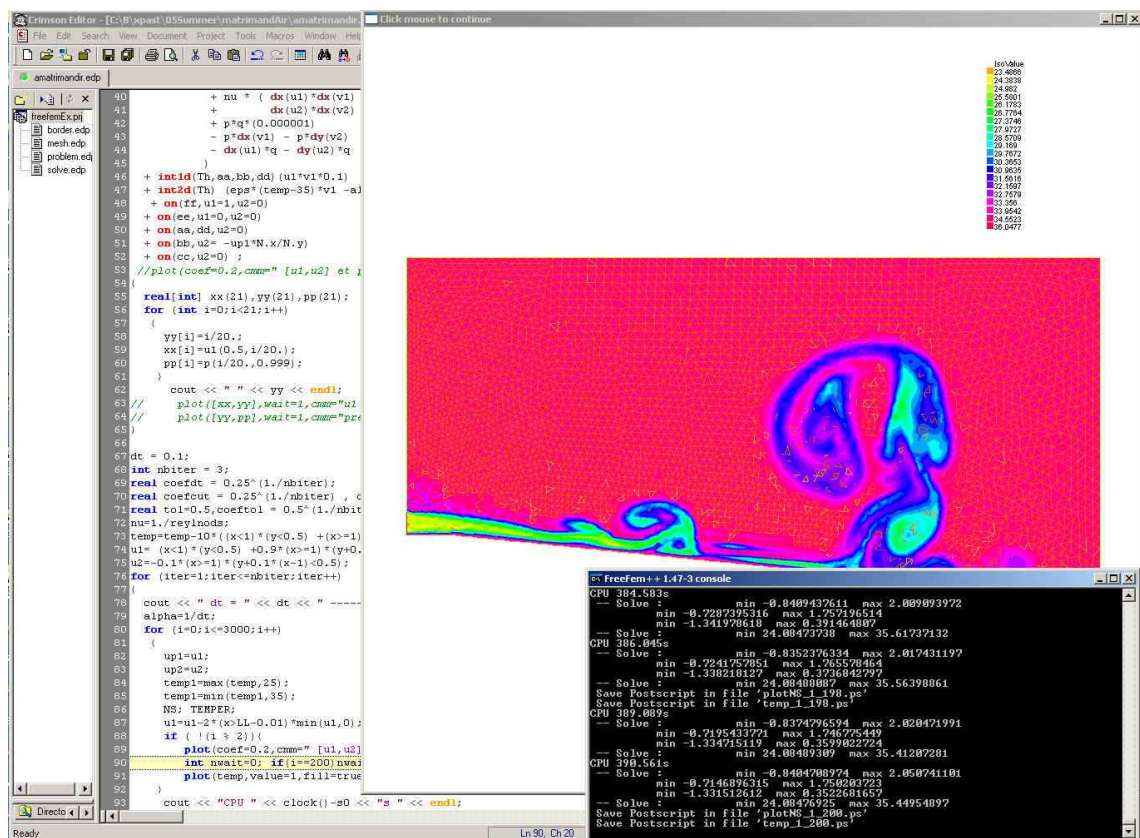 Crimson Editor - [C:\B\xpast\05Summer\matrimandAir\amatrimandir.
File Edit Search View Document Project Tools Macros Window Help
amatrimandir.edp
freefemEx.prj
border.edp
mesh.edp
problem.edp
solve.edp
Directo
40 + nu * ( dx(u1)*dx(v1)
41 + dx(u2)*dx(v2)
42 + p*q*(0.000001)
43 - p*dx(v1) - p*dy(v2)
44 - dx(u1)*q - dy(u2)*q
45 )
46 + int1d(Th,aa,bb,dd)(u1*v1*0.1)
47 + int2d(Th) (eps*(temp-35)*v1 -al
48 + on(ff,u1=1,u2=0)
49 + on(ee,u1=0,u2=0)
50 + on(aa,dd,u2=0)
51 + on(bb,u2= -up1*N.x/N.y)
52 + on(cc,u2=0) ;
53 //plot(coef=0.2,cmm=" [u1,u2] et p
54 {
55 real[int] xx(21),yy(21),pp(21);
56 for (int i=0;i<21;i++)
57 {
58 yy[i]=i/20.;
59 xx[i]=u1(0.5,i/20.);
60 pp[i]=p(i/20.,0.999);
61 }
62 cout << " " << yy << endl;
63 // plot([xx,yy],wait=1,cmm="u1
64 // plot([yy,pp],wait=1,cmm="pre
65 }
66
67 dt = 0.1;
68 int nbiter = 3;
69 real coefdt = 0.25^(1./nbiter);
70 real coefcut = 0.25^(1./nbiter) , c
71 real tol=0.5,coeftol = 0.5^(1./nbit
72 nu=1./reylnods;
73 temp=temp-10*((x<1)*(y<0.5) +(x>=1)
74 u1= (x<1)*(y<0.5) +0.9*(x>=1)*(y+0.
75 u2=-0.1*(x>=1)*(y+0.1*(x-1)<0.5);
76 for (iter=1;iter<=nbiter;iter++)
77 {
78 cout << " dt = " << dt << " -----
79 alpha=1/dt;
80 for (i=0;i<=3000;i++)
81 {
82 up1=u1;
83 up2=u2;
84 temp1=max(temp,25);
85 temp1=min(temp1,35);
86 NS; TEMPER;
87 u1=u1-2*(x>LL-0.01)*min(u1,0);
88 if ( !(i % 2)){
89 plot(coef=0.2,cmm=" [u1,u2]
90 int nwait=0; if(i==200)nwai
91 plot(temp,value=1,fill=true
92 }
93 cout << "CPU " << clock()-s0 << "s " << endl;
Ready
Ln 90, Ch 20
Click mouse to continue
IsoValue
23.4866
24.3838
24.982
25.5801
26.1783
26.7764
27.3746
27.9727
28.5709
29.169
29.7672
30.3653
30.9635
31.5616
32.1597
32.7579
33.356
33.9542
34.5523
36.0477
FreeFem++ 1.47-3 console
CPU 384.583s
-- Solve : min -0.8409437611 max 2.009093972
min -0.7287395316 max 1.757196514
min -1.341978618 max 0.391464807
-- Solve : min 24.08473738 max 35.61737132
CPU 386.045s
-- Solve : min -0.8352376334 max 2.017431197
min -0.7241757851 max 1.765578464
min -1.338218127 max 0.3736842797
-- Solve : min 24.08488087 max 35.56398861
Save Postscript in file 'plotNS_1_198.ps'
Save Postscript in file 'temp_1_198.ps'
CPU 389.089s
-- Solve : min -0.8374796594 max 2.020471991
min -0.7195433771 max 1.746775449
min -1.334715119 max 0.3599022724
-- Solve : min 24.08489309 max 35.41207281
CPU 390.561s
-- Solve : min -0.8404708974 max 2.050741101
min -0.7146896315 max 1.750203723
min -1.331512612 max 0.3522681657
-- Solve : min 24.08476925 max 35.44954897
Save Postscript in file 'plotNS_1_200.ps'
Save Postscript in file 'temp_1_200.ps'